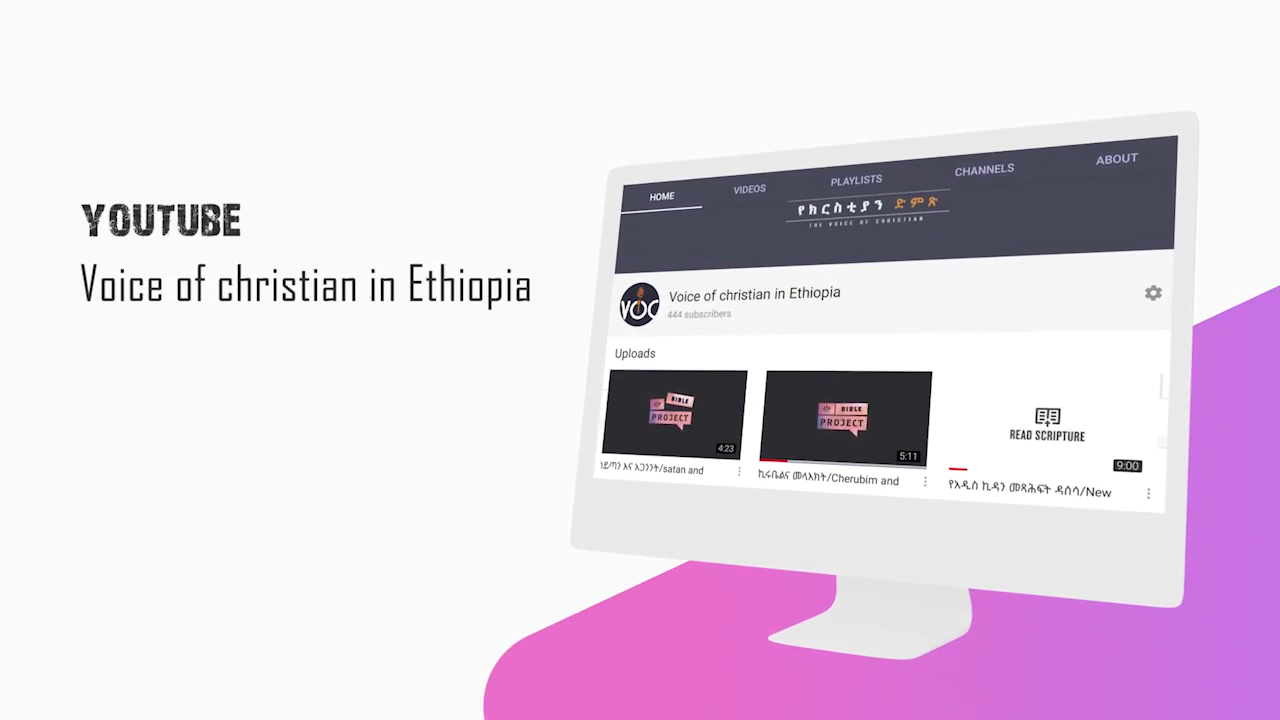 YOUTUBE
Voice of christian in Ethiopia
HOME VIDEOS PLAYLISTS CHANNELS ABOUT
የክርስቲያን ድምጽ
THE VOICE OF CHRISTIAN
VOC
Voice of christian in Ethiopia
444 subscribers
Uploads
BIBLE
PROJECT
4:23
BIBLE
PROJECT
5:11
READ SCRIPTURE
9:00
እና አጋንንት/satan and
ኪሩቤልና መላእክት/Cherubim and
የአዲስ ኪዳን መጻሕፍት ዳሰሳ/New